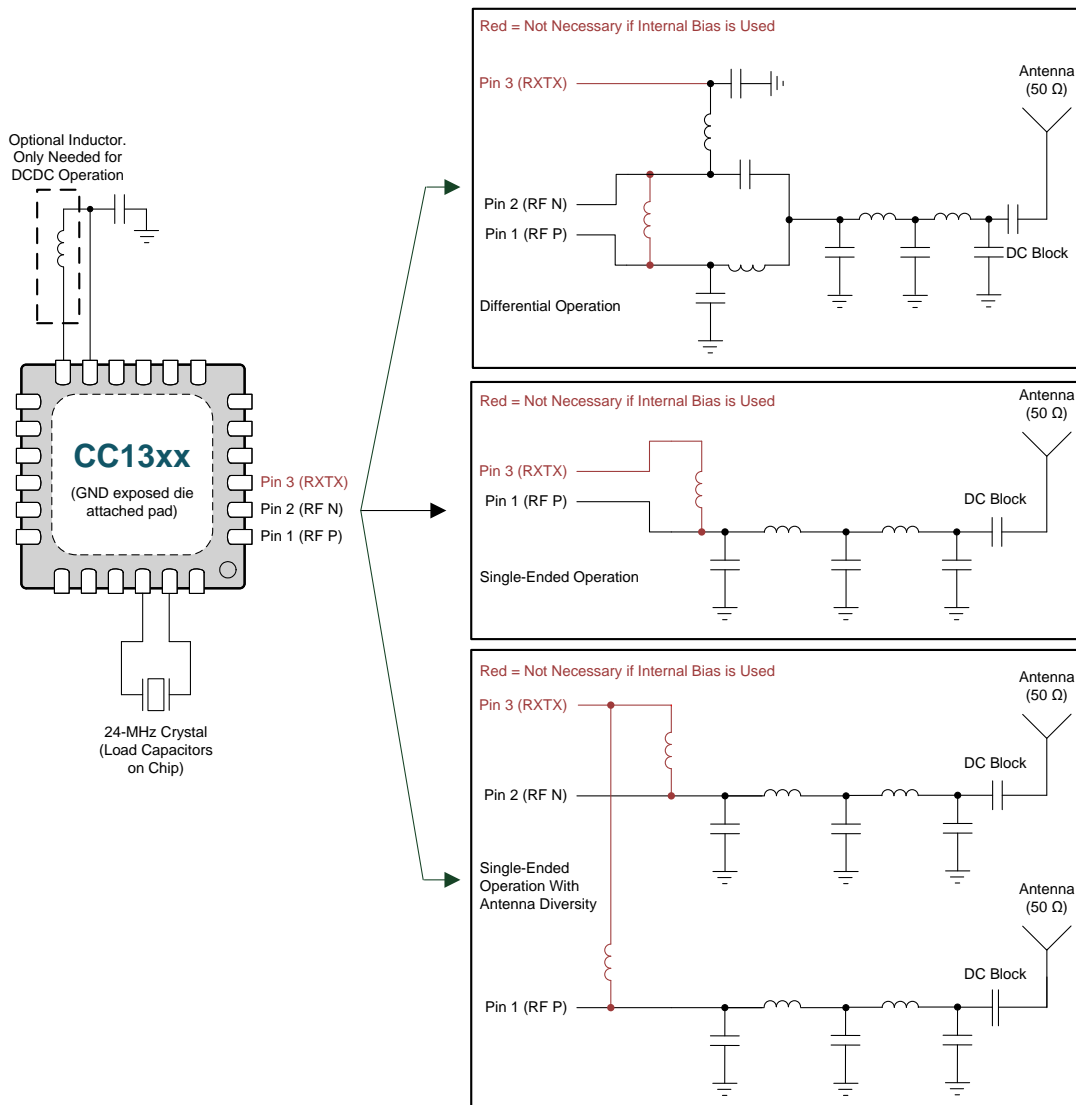 Optional Inductor.
Only Needed for
DCDC Operation
CC13xx
(GND exposed die
attached pad)
Pin 3 (RXTX)
Pin 2 (RF N)
Pin 1 (RF P)
24-MHz Crystal
(Load Capacitors
on Chip)
Red = Not Necessary if Internal Bias is Used
Pin 3 (RXTX)
Antenna
(50 Ω)
Pin 2 (RF N)
Pin 1 (RF P)
DC Block
Differential Operation
Red = Not Necessary if Internal Bias is Used
Antenna
(50 Ω)
Pin 3 (RXTX)
Pin 1 (RF P)
DC Block
Single-Ended Operation
Red = Not Necessary if Internal Bias is Used
Antenna
(50 Ω)
Pin 3 (RXTX)
DC Block
Pin 2 (RF N)
Single-Ended
Operation With
Antenna Diversity
Antenna
(50 Ω)
DC Block
Pin 1 (RF P)